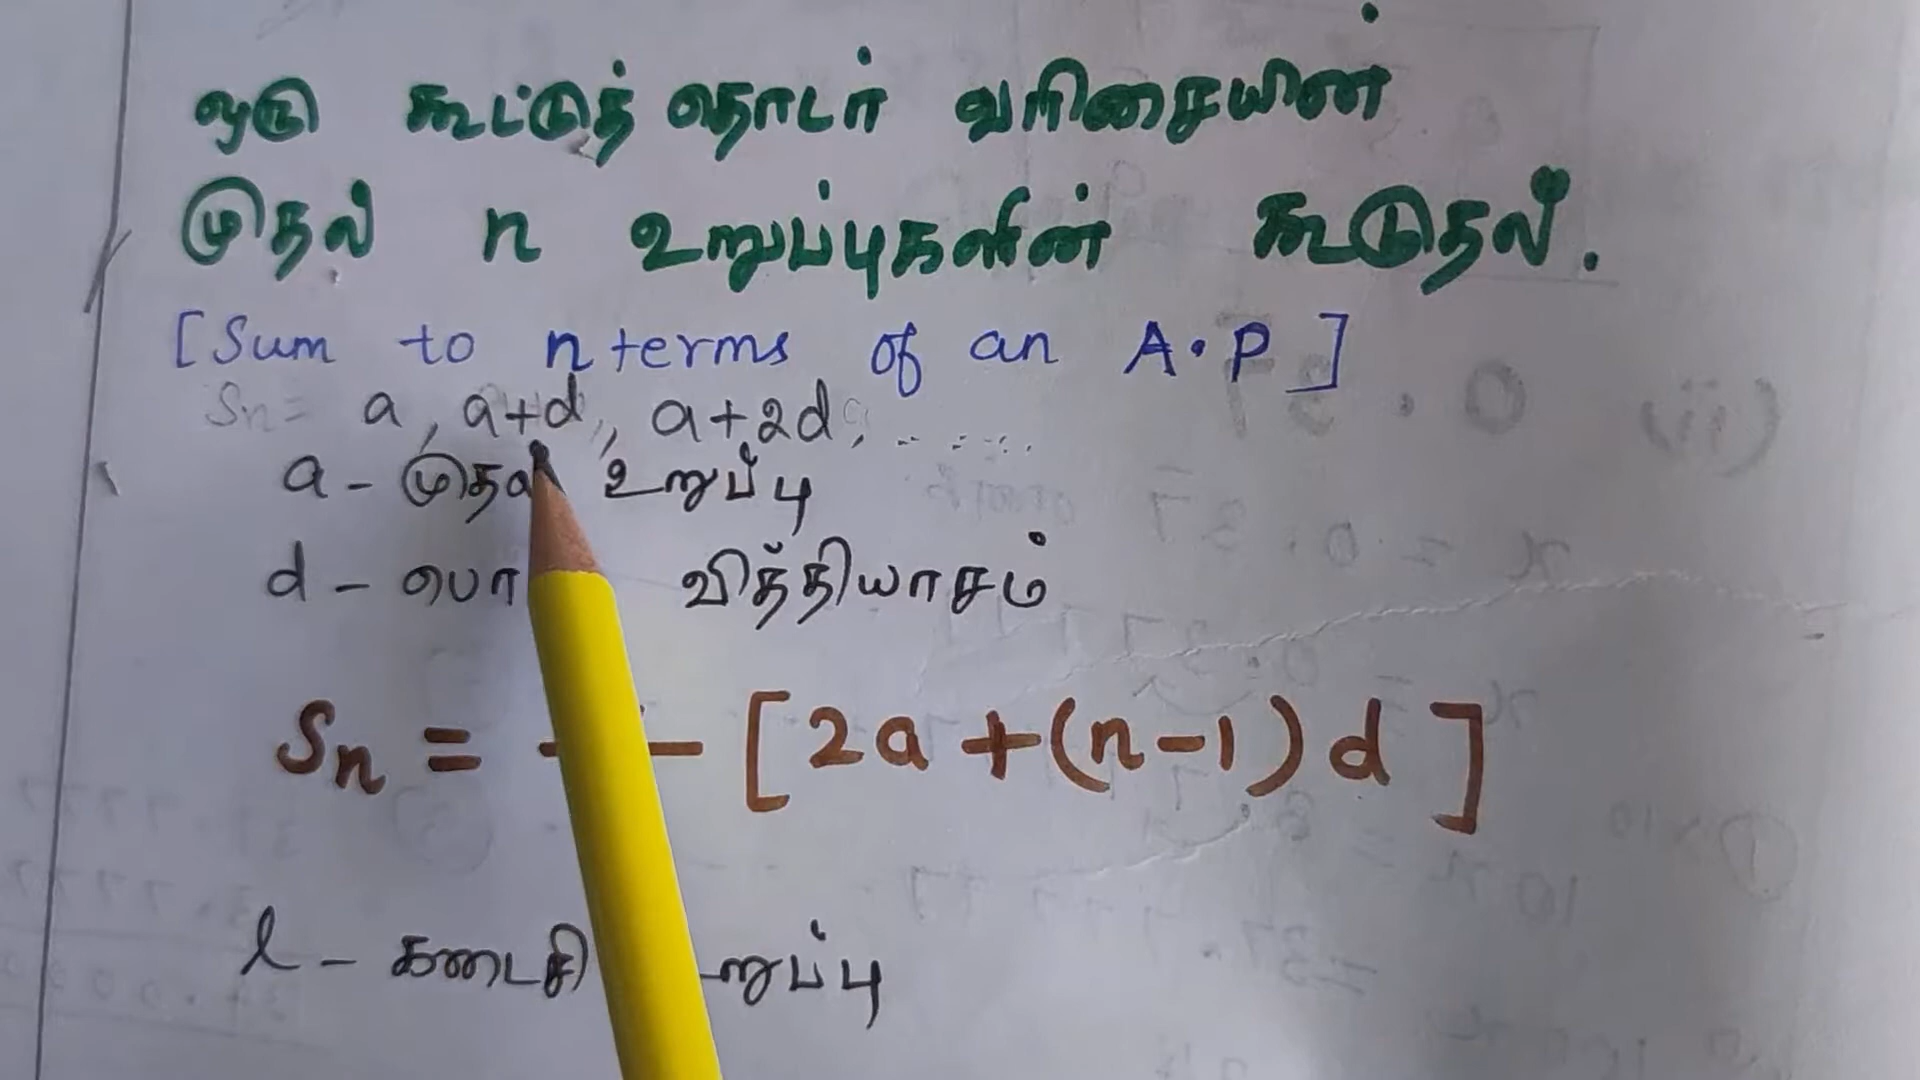 ஒரு கூட்டுத் தொடர் வரிசையின்
முதல் n உறுப்புகளின் கூடுதல்.
[Sum to n terms of an A.P]
Sn = a, a+d, a+2d, ........
a - முதல் உறுப்பு
d - பொ வித்தியாசம்
Sn = [2a+(n-1)d]
l - கடைசி றுப்பு